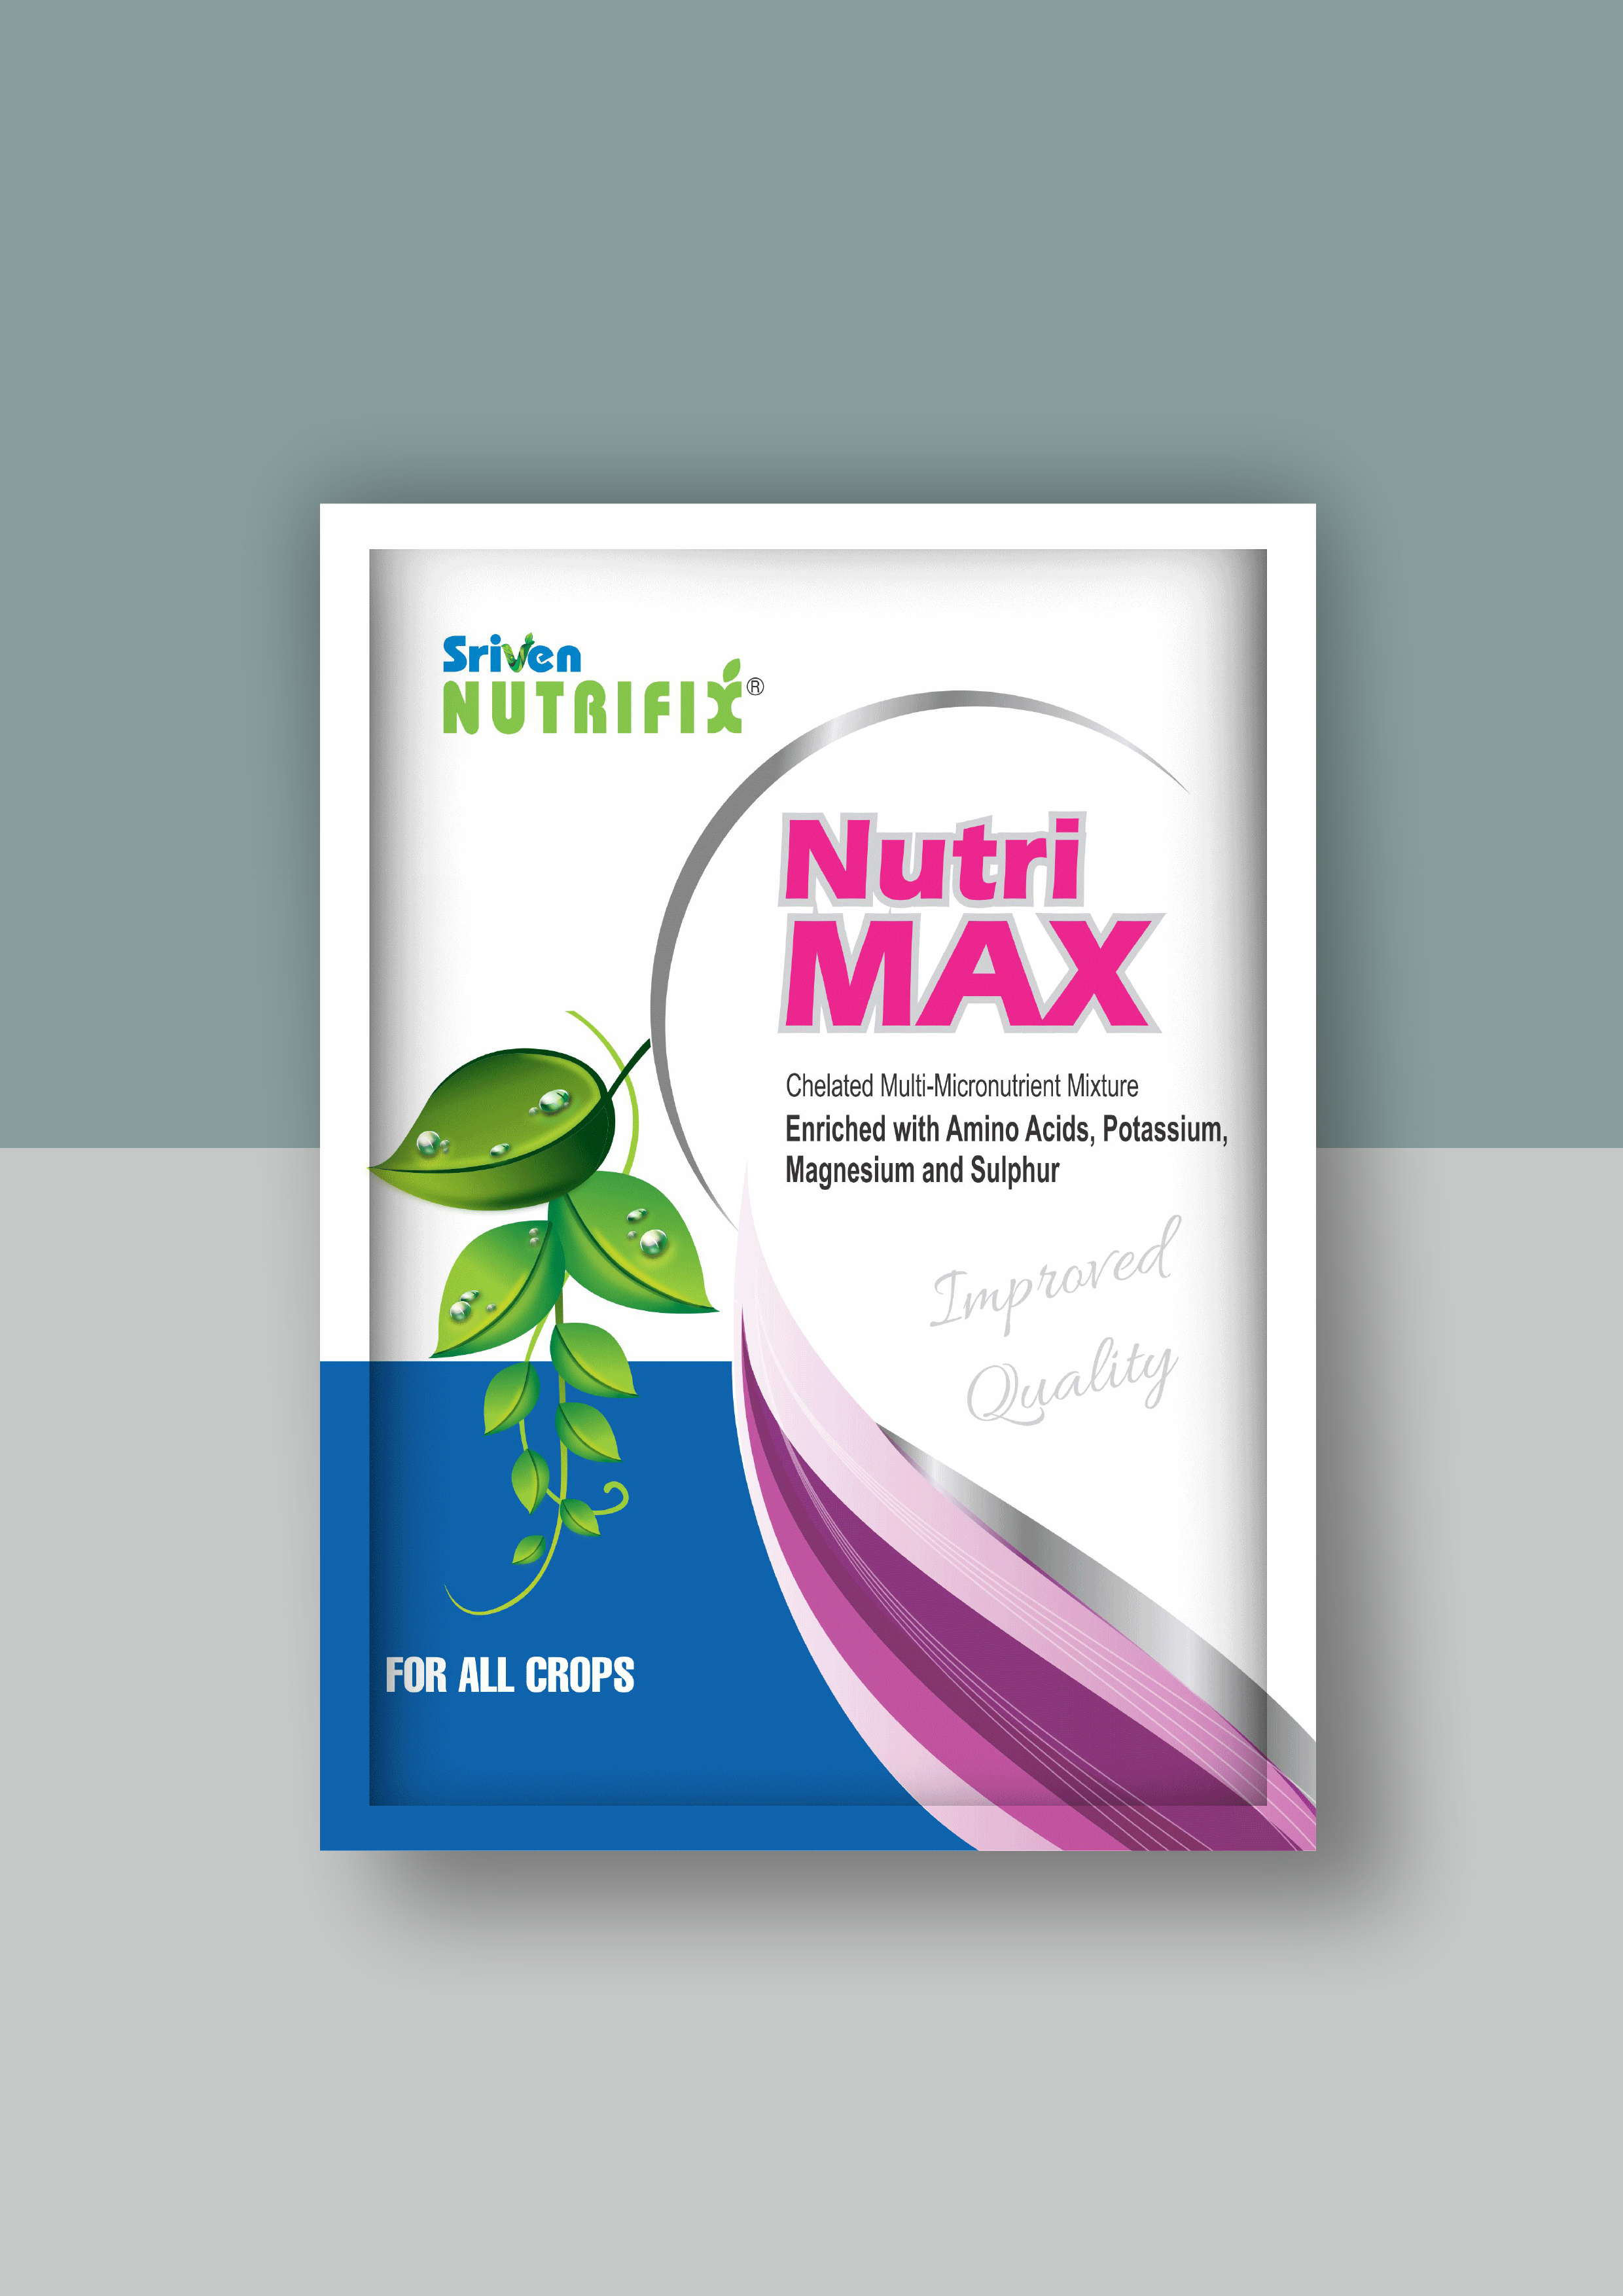 Sriven
NUTRIFIX®
Nutri
MAX
Chelated Multi-Micronutrient Mixture
Enriched with Amino Acids, Potassium,
Magnesium and Sulphur
Improved
Quality
FOR ALL CROPS